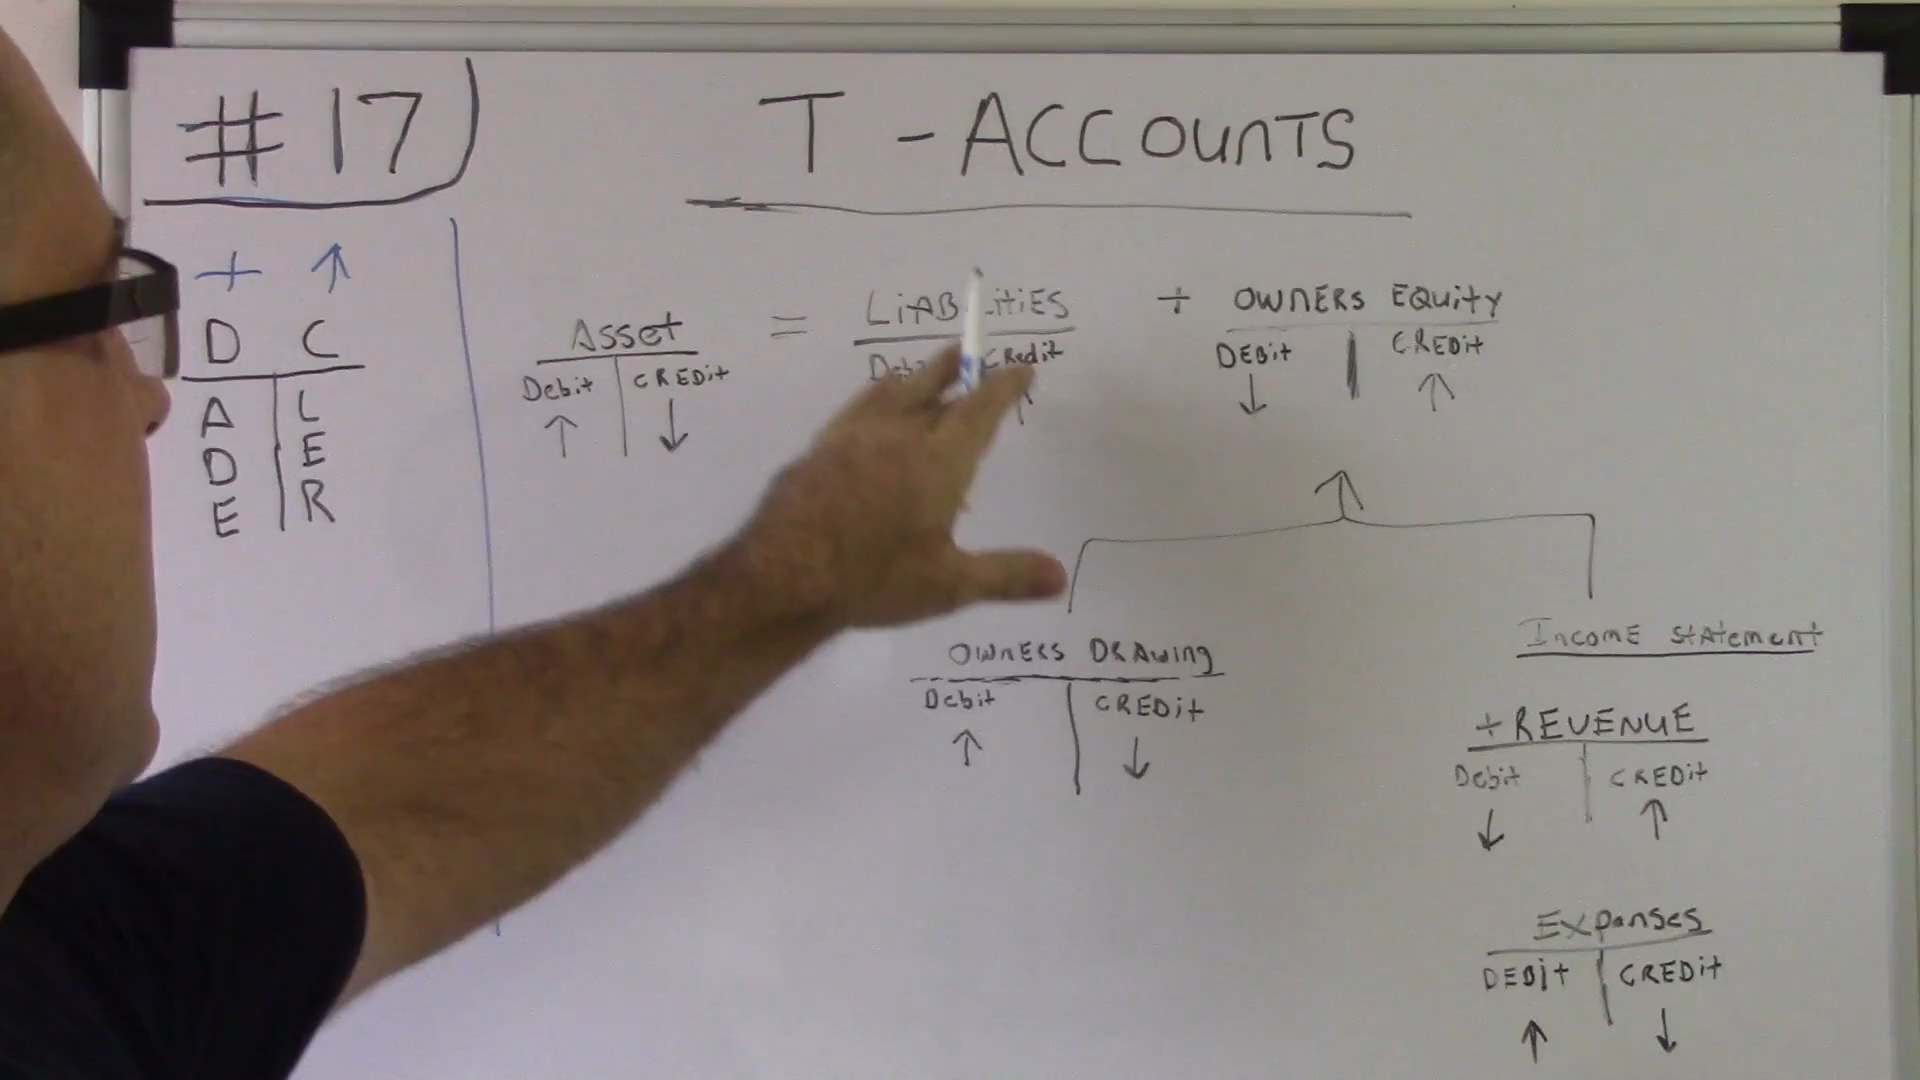 #17
T - ACCOUNTS
+ ↑
D C
A L
D E
E R
Asset = + OWNERS EQUITY
Debit CREDit CRedit DEBit CREDit
↑ ↓ ↑ ↓ ↑
↑
OWNERS DRAWING
Debit CREDit
↑ ↓
INCOME STATEMENT
+ REVENUE
Debit CREDit
↓ ↑
Expanses
DEBIT CREDIT
↑ ↓